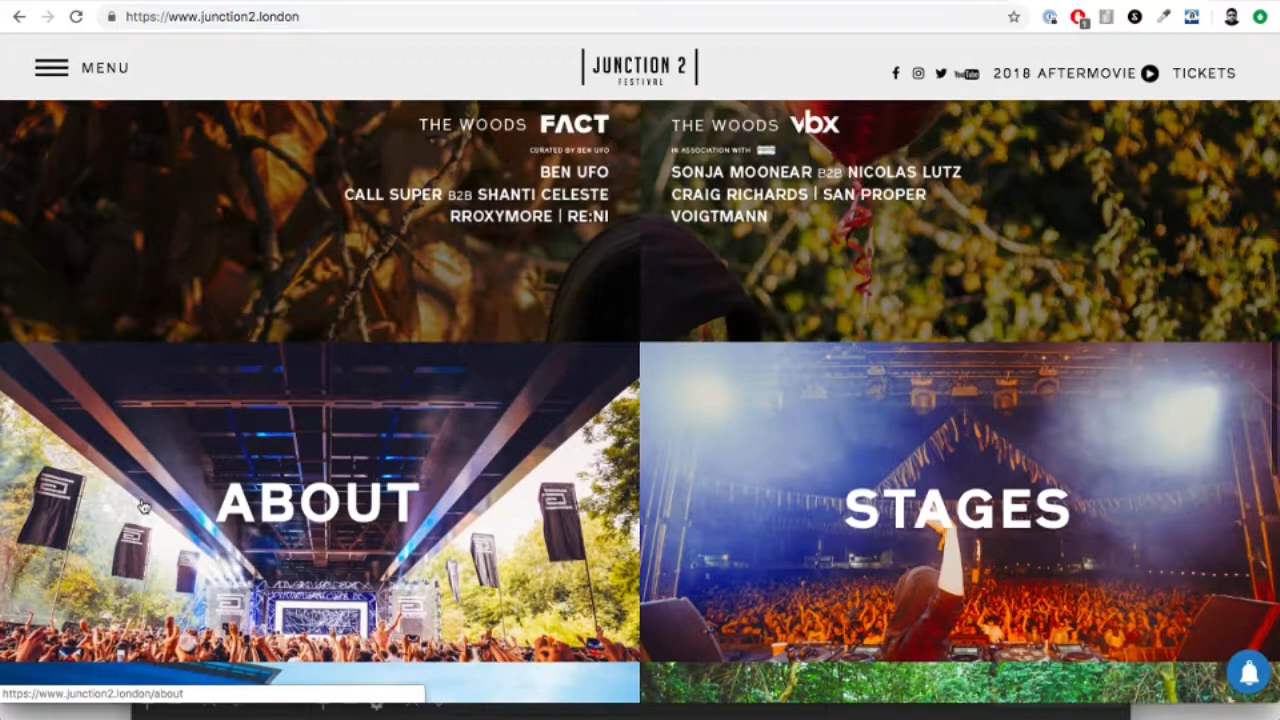 https://www.junction2.london
1
MENU
JUNCTION 2
FESTIVAL
YouTube
2018 AFTERMOVIE
TICKETS
THE WOODS FACT
CURATED BY BEN UFO
BEN UFO
CALL SUPER B2B SHANTI CELESTE
RROXYMORE | RE:NI
THE WOODS vbx
IN ASSOCIATION WITH
SONJA MOONEAR B2B NICOLAS LUTZ
CRAIG RICHARDS | SAN PROPER
VOIGTMANN
ABOUT
STAGES
https://www.junction2.london/about